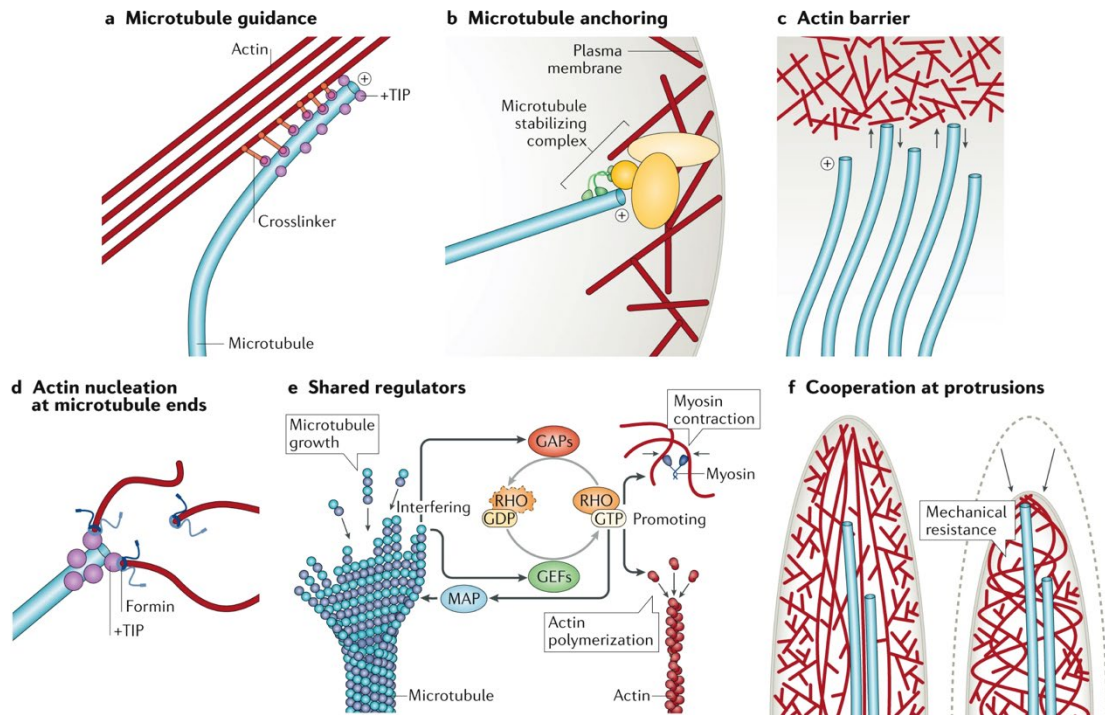 a Microtubule guidance
Actin
+
+TIP
Crosslinker
Microtubule
b Microtubule anchoring
Plasma
membrane
Microtubule
stabilizing
complex
+
c Actin barrier
+
d Actin nucleation
at microtubule ends
Formin
+TIP
e Shared regulators
Microtubule
growth
Interfering
GAPs
RHO
GDP
RHO
GTP
Promoting
GEFs
MAP
Myosin
contraction
Myosin
Actin
polymerization
Microtubule
Actin
f Cooperation at protrusions
Mechanical
resistance